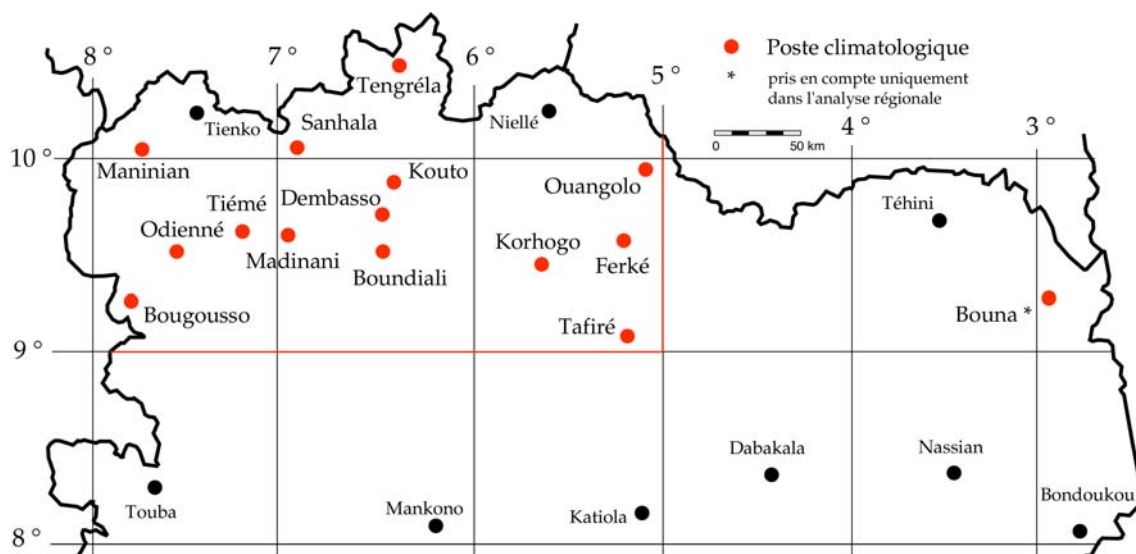 8°
7°
6°
5°
4°
3°
Poste climatologique
* pris en compte uniquement
dans l'analyse régionale
0
50 km
Tengréla
Tienko
Sanhala
Niellé
10°
Maninian
Kouto
Ouangolo
Dembasso
Tiémé
Téhini
Odienné
Madinani
Korhogo
Ferké
Boundiali
Bougousso
Tafiré
Bouna *
9°
Dabakala
Nassian
Touba
Mankono
Katiola
Bondoukou
8°